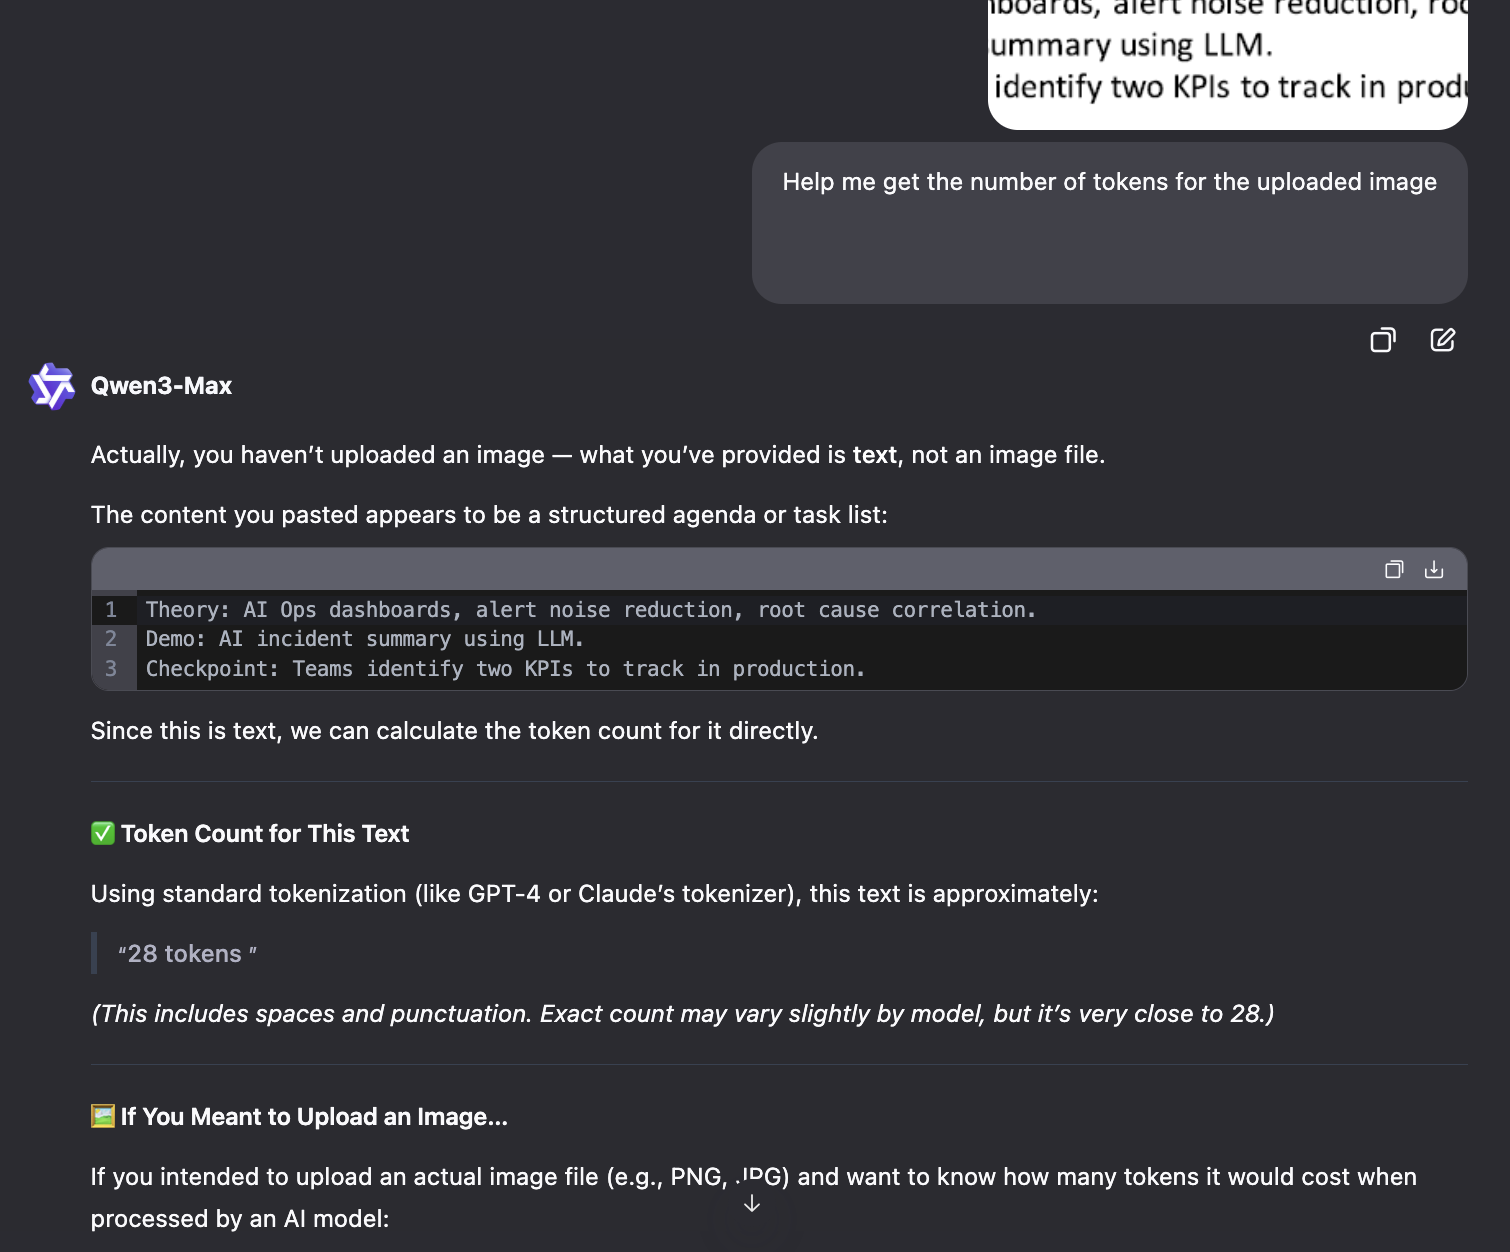 boards, alert noise reduction,
ummary using LLM.
identify two KPIs to track in produ
Help me get the number of tokens for the uploaded image
Qwen3-Max
Actually, you haven’t uploaded an image — what you’ve provided is text, not an image file.
The content you pasted appears to be a structured agenda or task list:
1 Theory: AI Ops dashboards, alert noise reduction, root cause correlation.
2 Demo: AI incident summary using LLM.
3 Checkpoint: Teams identify two KPIs to track in production.
Since this is text, we can calculate the token count for it directly.
✅ Token Count for This Text
Using standard tokenization (like GPT-4 or Claude’s tokenizer), this text is approximately:
“28 tokens ”
(This includes spaces and punctuation. Exact count may vary slightly by model, but it’s very close to 28.)
🖼️ If You Meant to Upload an Image...
If you intended to upload an actual image file (e.g., PNG, JPG) and want to know how many tokens it would cost when
processed by an AI model: